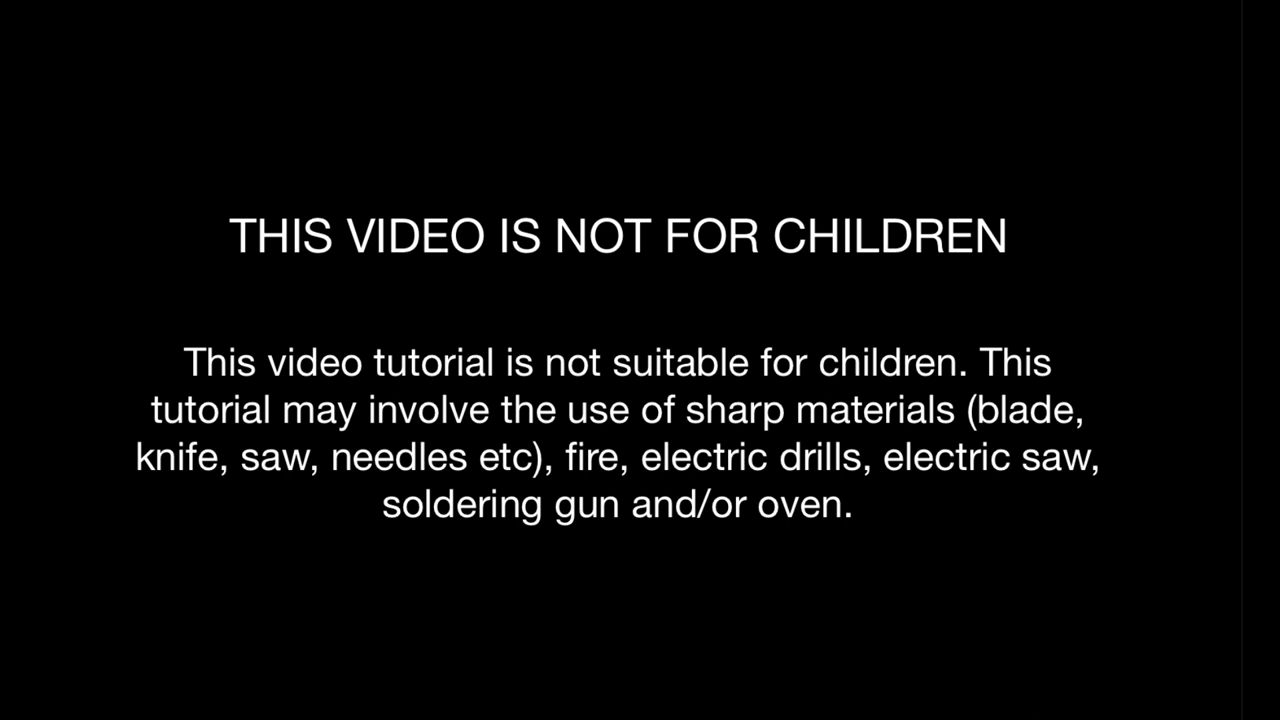 THIS VIDEO IS NOT FOR CHILDREN
This video tutorial is not suitable for children. This
tutorial may involve the use of sharp materials (blade,
knife, saw, needles etc), fire, electric drills, electric saw,
soldering gun and/or oven.